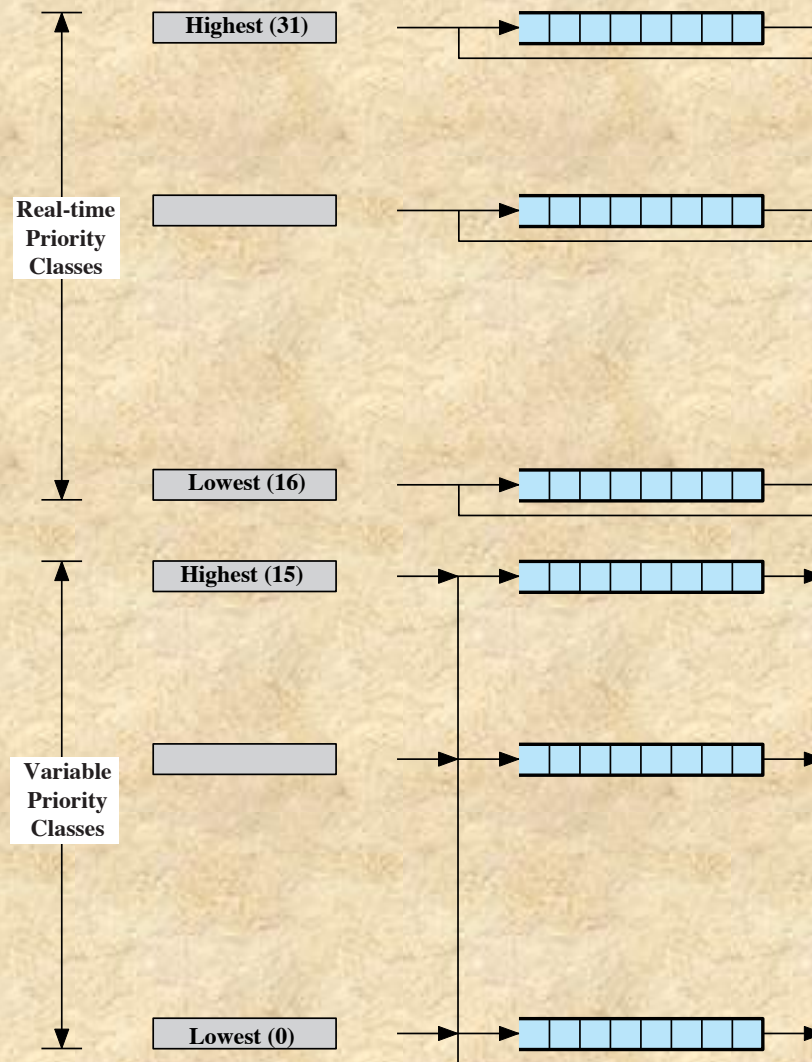 Highest (31)
Real-time
Priority
Classes
Lowest (16)
Highest (15)
Variable
Priority
Classes
Lowest (0)